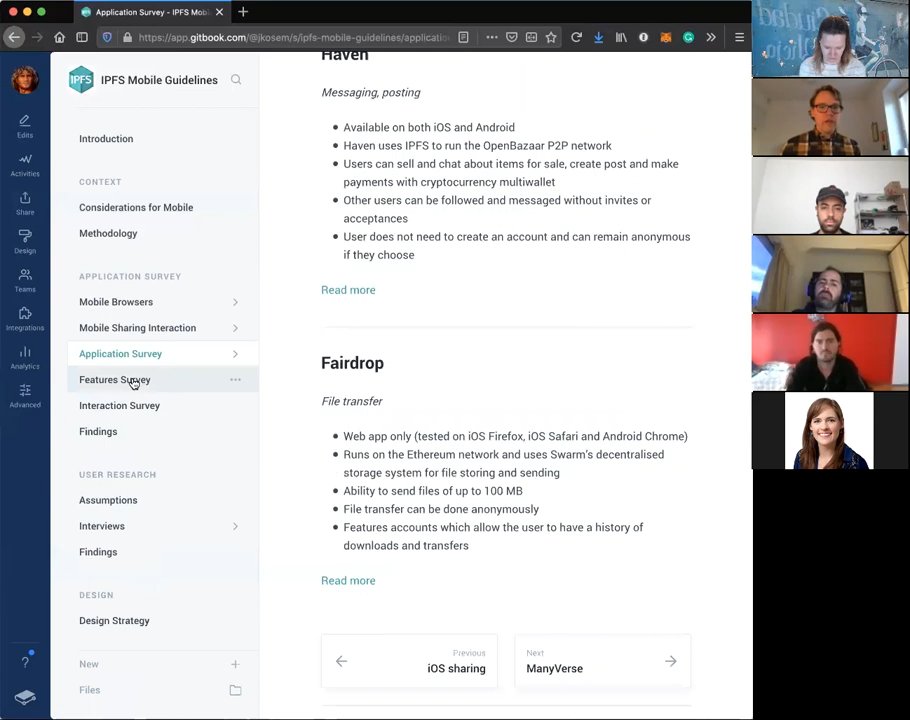 Application Survey - IPFS Mobil
https://app.gitbook.com/@jkosem/s/ipfs-mobile-guidelines/applicatio
Edits
Activities
Share
Design
Teams
Integrations
Analytics
Advanced
?
IPFS
IPFS Mobile Guidelines
Introduction
CONTEXT
Considerations for Mobile
Methodology
APPLICATION SURVEY
Mobile Browsers
Mobile Sharing Interaction
Application Survey
Features Survey
Interaction Survey
Findings
USER RESEARCH
Assumptions
Interviews
Findings
DESIGN
Design Strategy
New
Files
Haven
Messaging, posting
Available on both iOS and Android
Haven uses IPFS to run the OpenBazaar P2P network
Users can sell and chat about items for sale, create post and make
payments with cryptocurrency multiwallet
Other users can be followed and messaged without invites or
acceptances
User does not need to create an account and can remain anonymous
if they choose
Read more
Fairdrop
File transfer
Web app only (tested on iOS Firefox, iOS Safari and Android Chrome)
Runs on the Ethereum network and uses Swarm's decentralised
storage system for file storing and sending
Ability to send files of up to 100 MB
File transfer can be done anonymously
Features accounts which allow the user to have a history of
downloads and transfers
Read more
Previous
iOS sharing
Next
ManyVerse